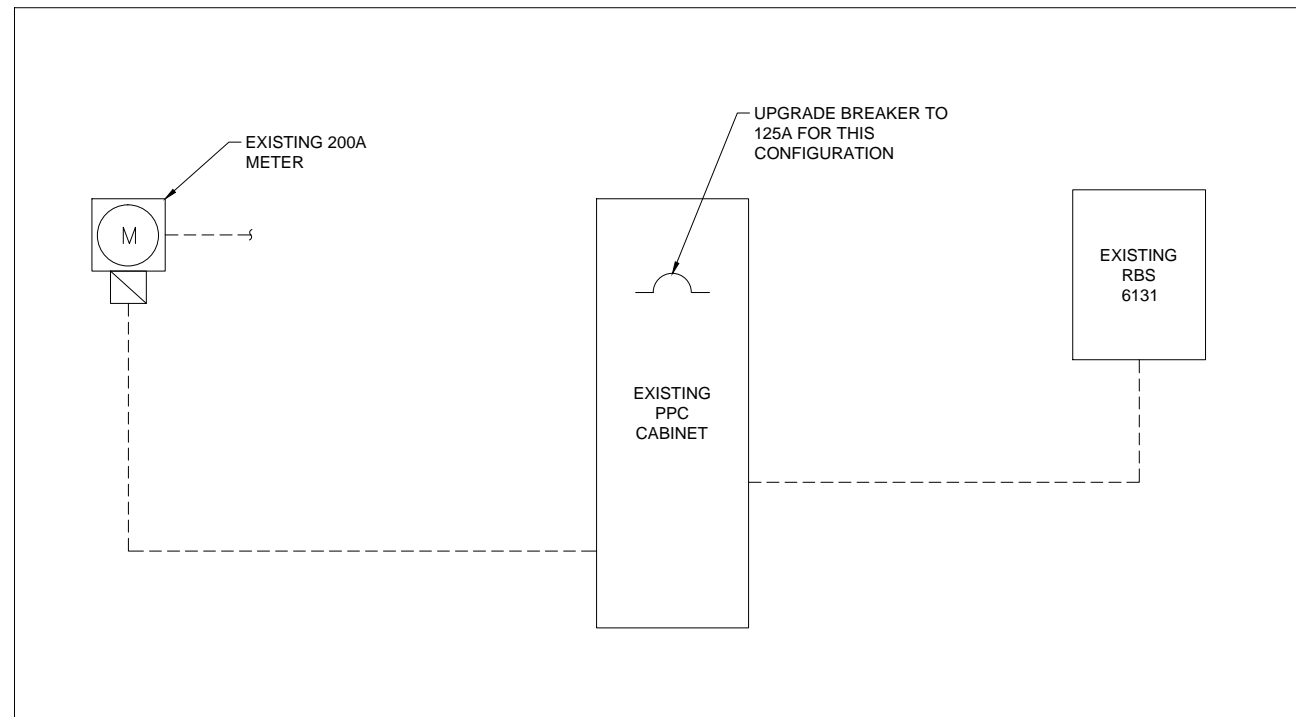 EXISTING 200A
METER
M
UPGRADE BREAKER TO
125A FOR THIS
CONFIGURATION
EXISTING
PPC
CABINET
EXISTING
RBS
6131